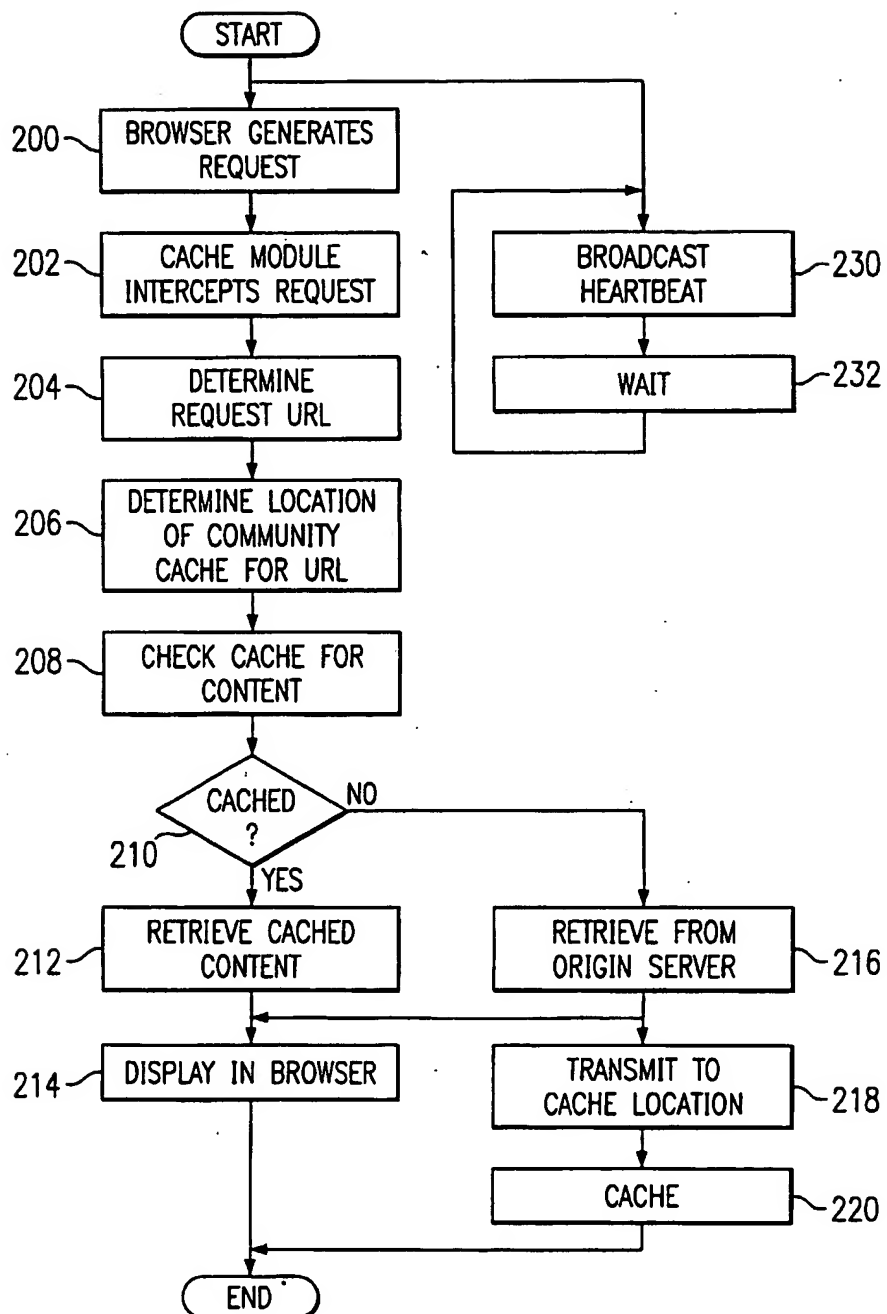 START
200
BROWSER GENERATES
REQUEST
202
CACHE MODULE
INTERCEPTS REQUEST
BROADCAST
HEARTBEAT
230
204
DETERMINE
REQUEST URL
WAIT
232
206
DETERMINE LOCATION
OF COMMUNITY
CACHE FOR URL
208
CHECK CACHE FOR
CONTENT
CACHED
?
NO
210
YES
212
RETRIEVE CACHED
CONTENT
RETRIEVE FROM
ORIGIN SERVER
216
214
DISPLAY IN BROWSER
TRANSMIT TO
CACHE LOCATION
218
CACHE
220
END